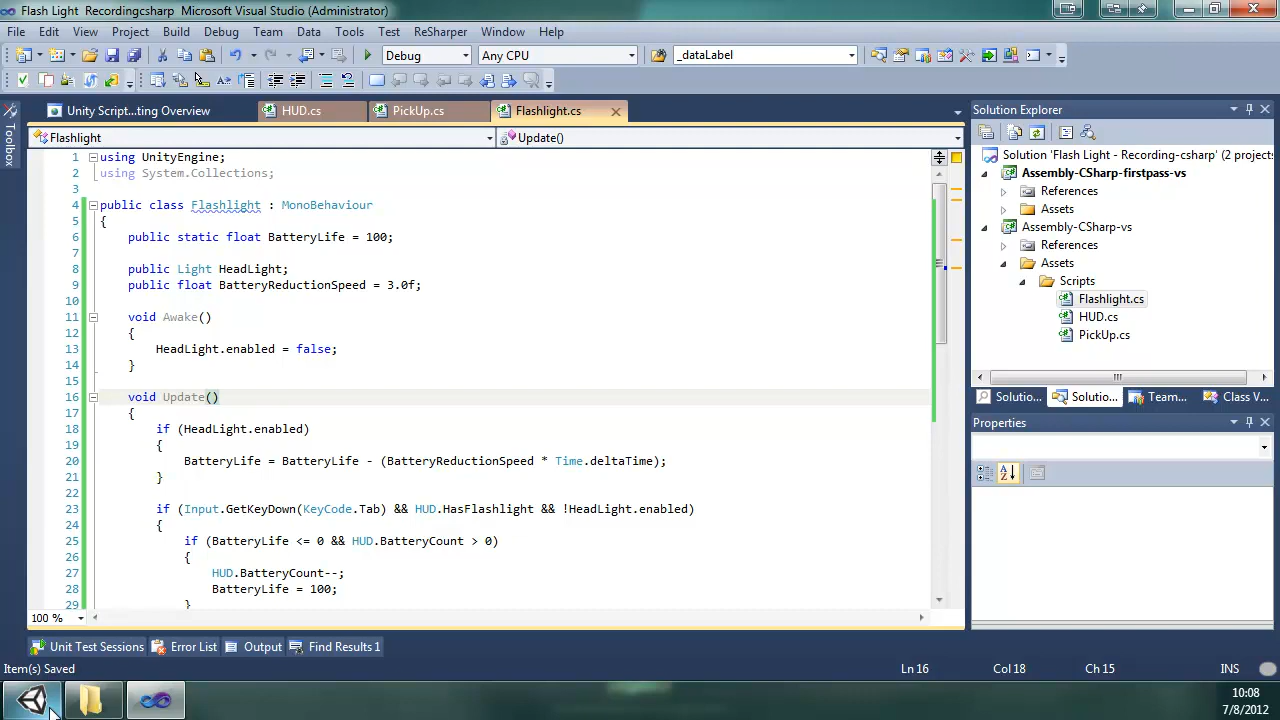 Flash Light Recordingcsharp Microsoft Visual Studio (Administrator)
File Edit View Project Build Debug Team Data Tools Test ReSharper Window Help
Debug Any CPU _dataLabel
Unity Script...ting Overview HUD.cs PickUp.cs Flashlight.cs
Flashlight Update()
1 using UnityEngine;
2 using System.Collections;
3
4 public class Flashlight : MonoBehaviour
5 {
6 public static float BatteryLife = 100;
7
8 public Light HeadLight;
9 public float BatteryReductionSpeed = 3.0f;
10
11 void Awake()
12 {
13 HeadLight.enabled = false;
14 }
15
16 void Update()
17 {
18 if (HeadLight.enabled)
19 {
20 BatteryLife = BatteryLife - (BatteryReductionSpeed * Time.deltaTime);
21 }
22
23 if (Input.GetKeyDown(KeyCode.Tab) && HUD.HasFlashlight && !HeadLight.enabled)
24 {
25 if (BatteryLife <= 0 && HUD.BatteryCount > 0)
26 {
27 HUD.BatteryCount--;
28 BatteryLife = 100;
29 }
100 %
Unit Test Sessions Error List Output Find Results 1
Item(s) Saved Ln 16 Col 18 Ch 15 INS
Toolbox
Solution Explorer
Solution 'Flash Light - Recording-csharp' (2 projects
Assembly-CSharp-firstpass-vs
References
Assets
Assembly-CSharp-vs
References
Assets
Scripts
Flashlight.cs
HUD.cs
PickUp.cs
Solutio... Solutio... Team... Class V...
Properties
10:08
7/8/2012